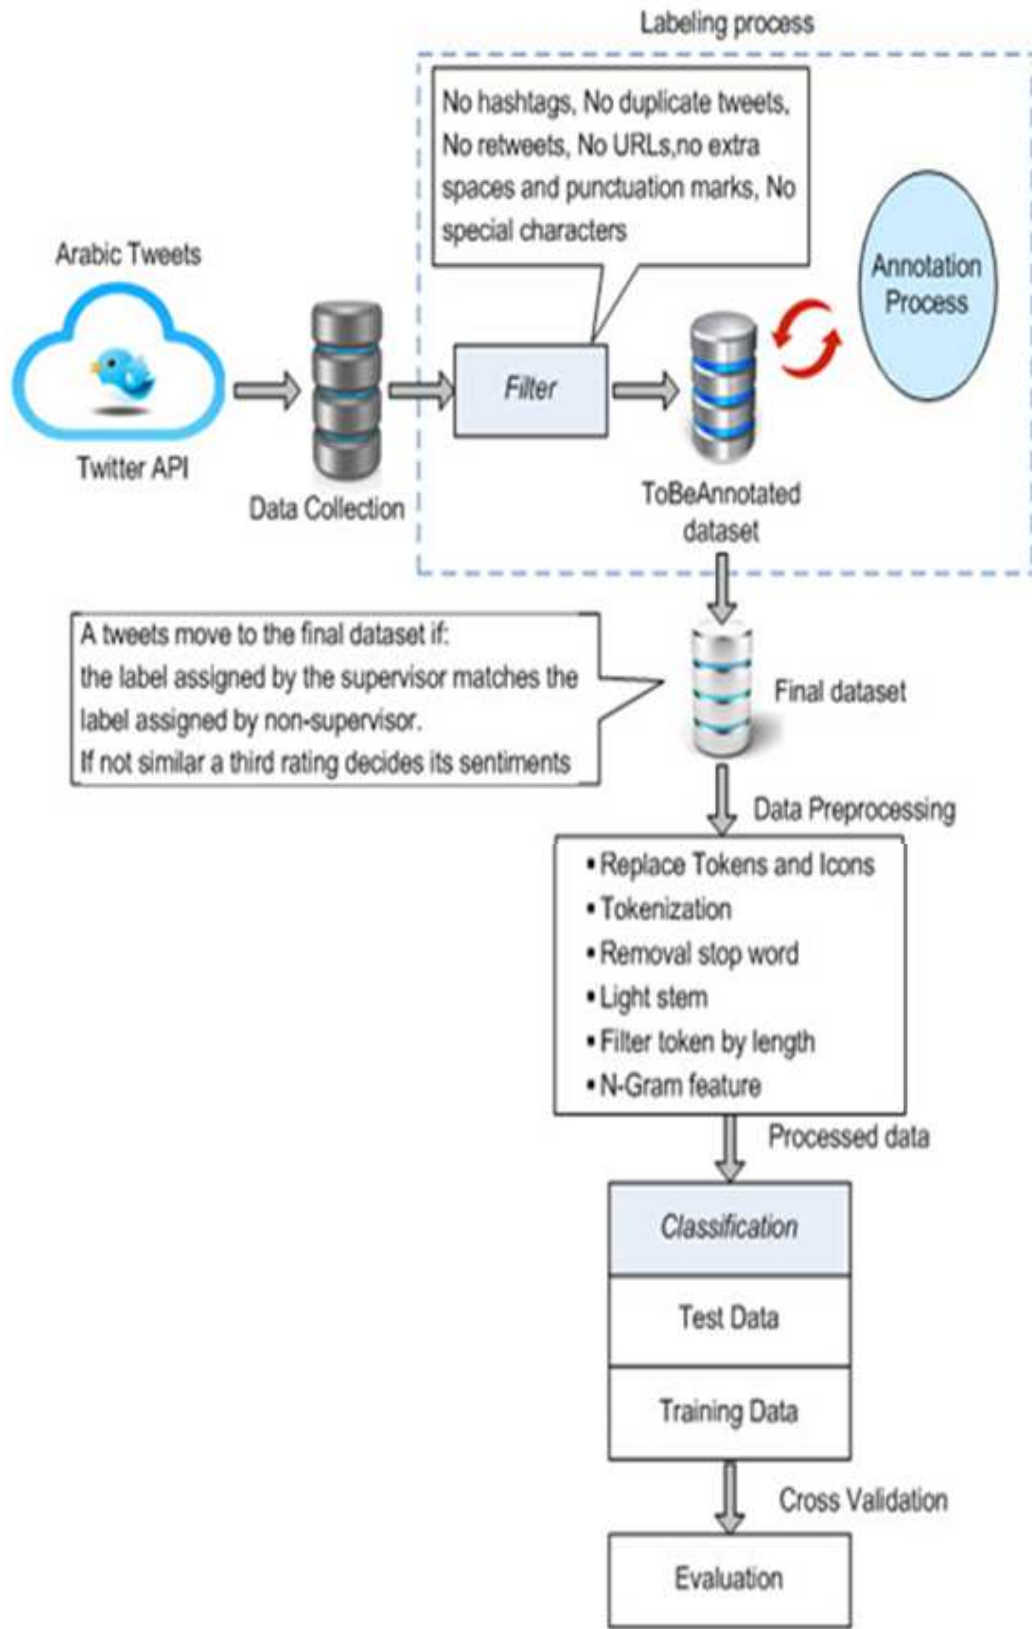 Labeling process
No hashtags, No duplicate tweets,
No retweets, No URLs,no extra
spaces and punctuation marks, No
special characters
Annotation
Process
Arabic Tweets
Twitter API
Data Collection
Filter
ToBeAnnotated
dataset
A tweets move to the final dataset if:
the label assigned by the supervisor matches the
label assigned by non-supervisor.
If not similar a third rating decides its sentiments
Final dataset
Data Preprocessing
▪ Replace Tokens and Icons
▪ Tokenization
▪ Removal stop word
▪ Light stem
▪ Filter token by length
▪ N-Gram feature
Processed data
Classification
Test Data
Training Data
Cross Validation
Evaluation